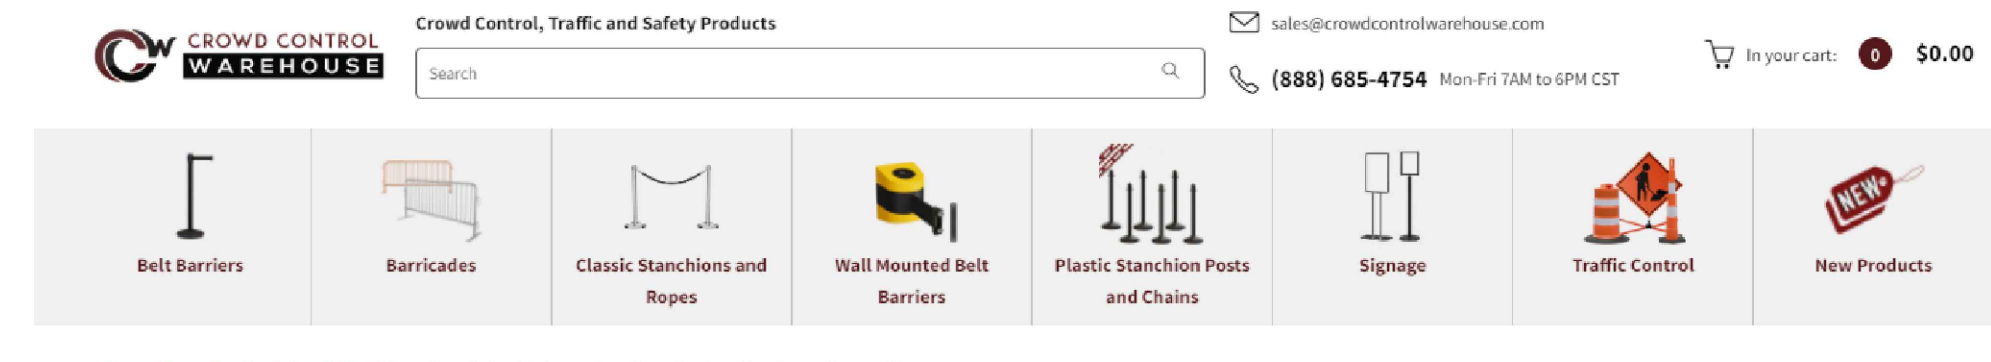 CROWD CONTROL
WAREHOUSE
Crowd Control, Traffic and Safety Products
Search
sales@crowdcontrolwarehouse.com
(888) 685-4754 Mon-Fri 7AM to 6PM CST
In your cart: 0 $0.00
Belt Barriers
Barricades
Classic Stanchions and
Ropes
Wall Mounted Belt
Barriers
Plastic Stanchion Posts
and Chains
Signage
Traffic Control
NEW
New Products